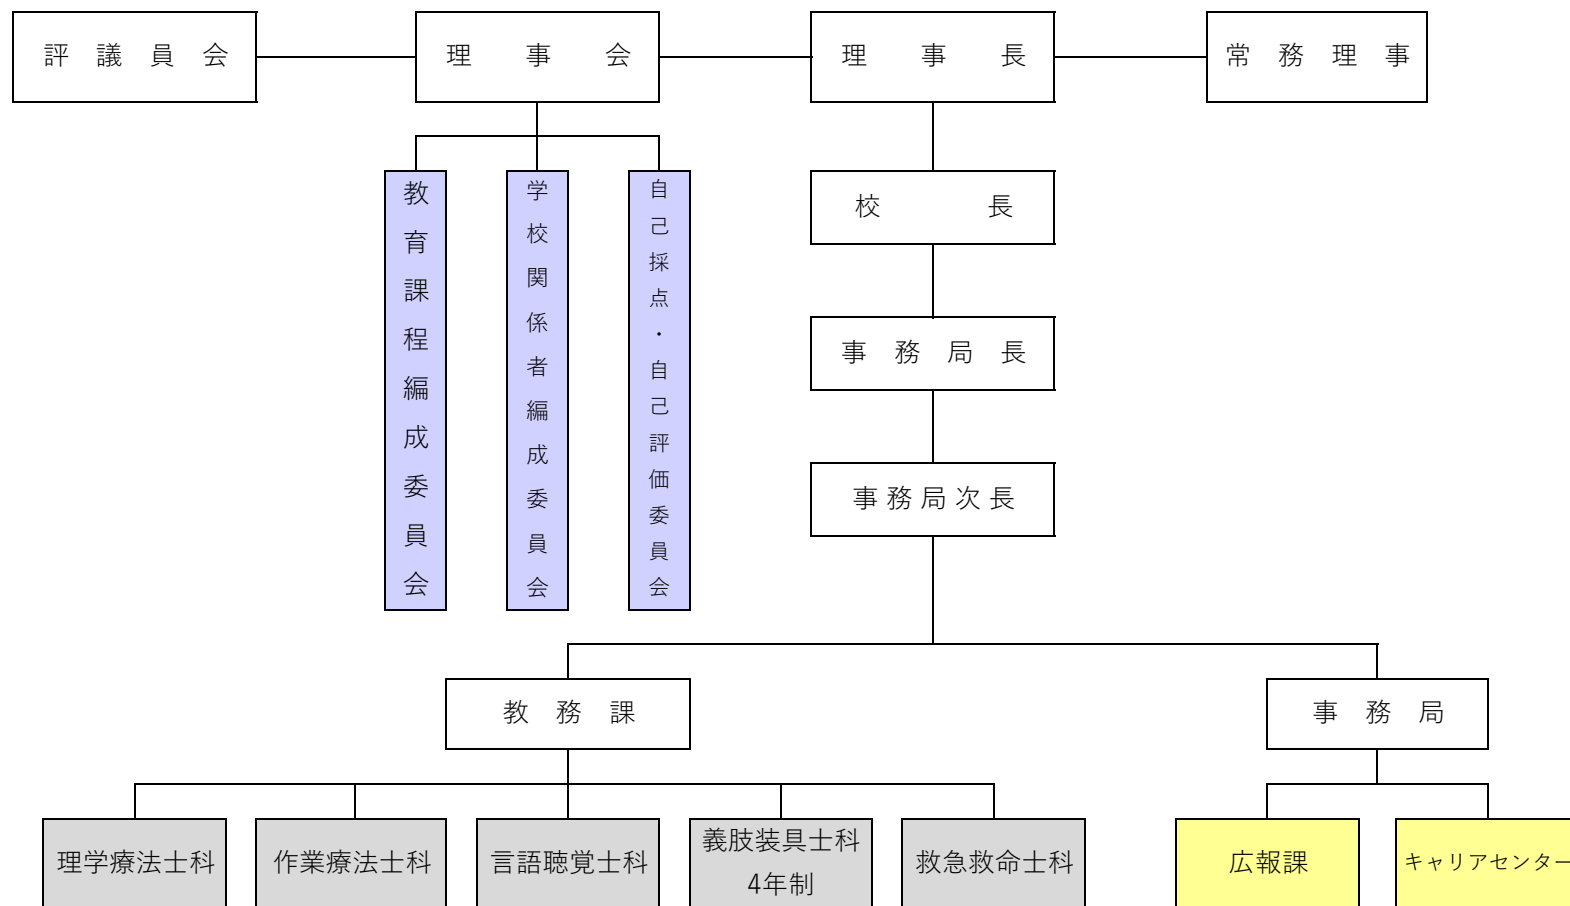 評議員会
理事会
理事長
常務理事
教育課程編成委員会
学校関係者編成委員会
自己採点・自己評価委員会
校長
事務局長
事務局次長
教務課
事務局
理学療法士科
作業療法士科
言語聴覚士科
義肢装具士科
4年制
救急救命士科
広報課
キャリアセンター